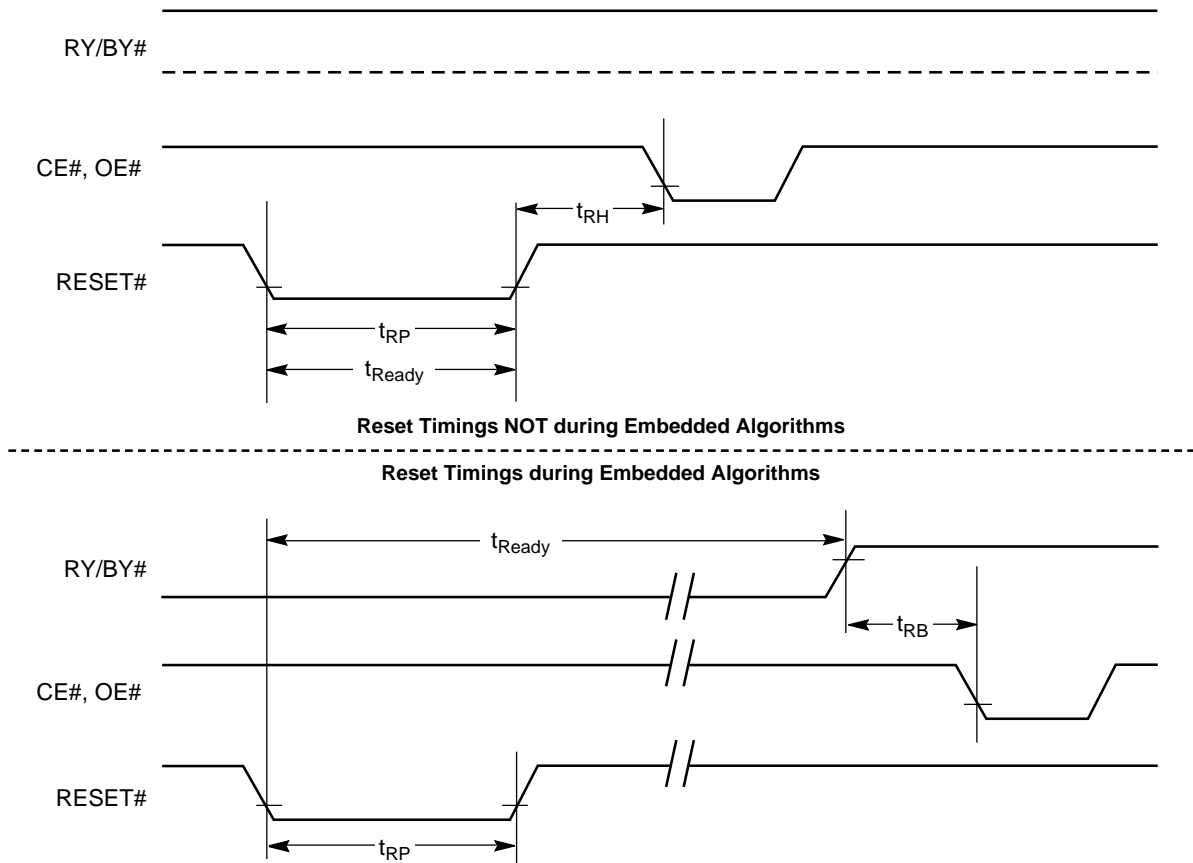 RY/BY#
CE#, OE#
tRH
RESET#
tRP
tReady
Reset Timings NOT during Embedded Algorithms
Reset Timings during Embedded Algorithms
tReady
RY/BY#
tRB
CE#, OE#
RESET#
tRP